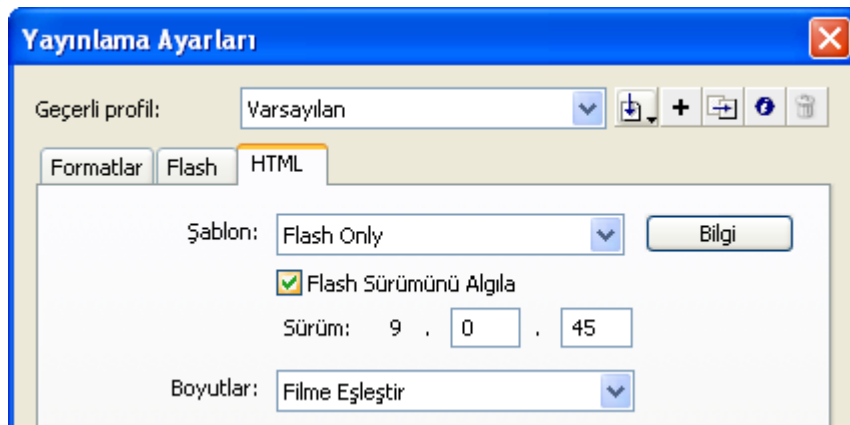 Yayınlama Ayarları
Geçerli profil: Varsayılan
Formatlar Flash HTML
Şablon: Flash Only Bilgi
Flash Sürümünü Algıla
Sürüm: 9 . 0 . 45
Boyutlar: Filme Eşleştir